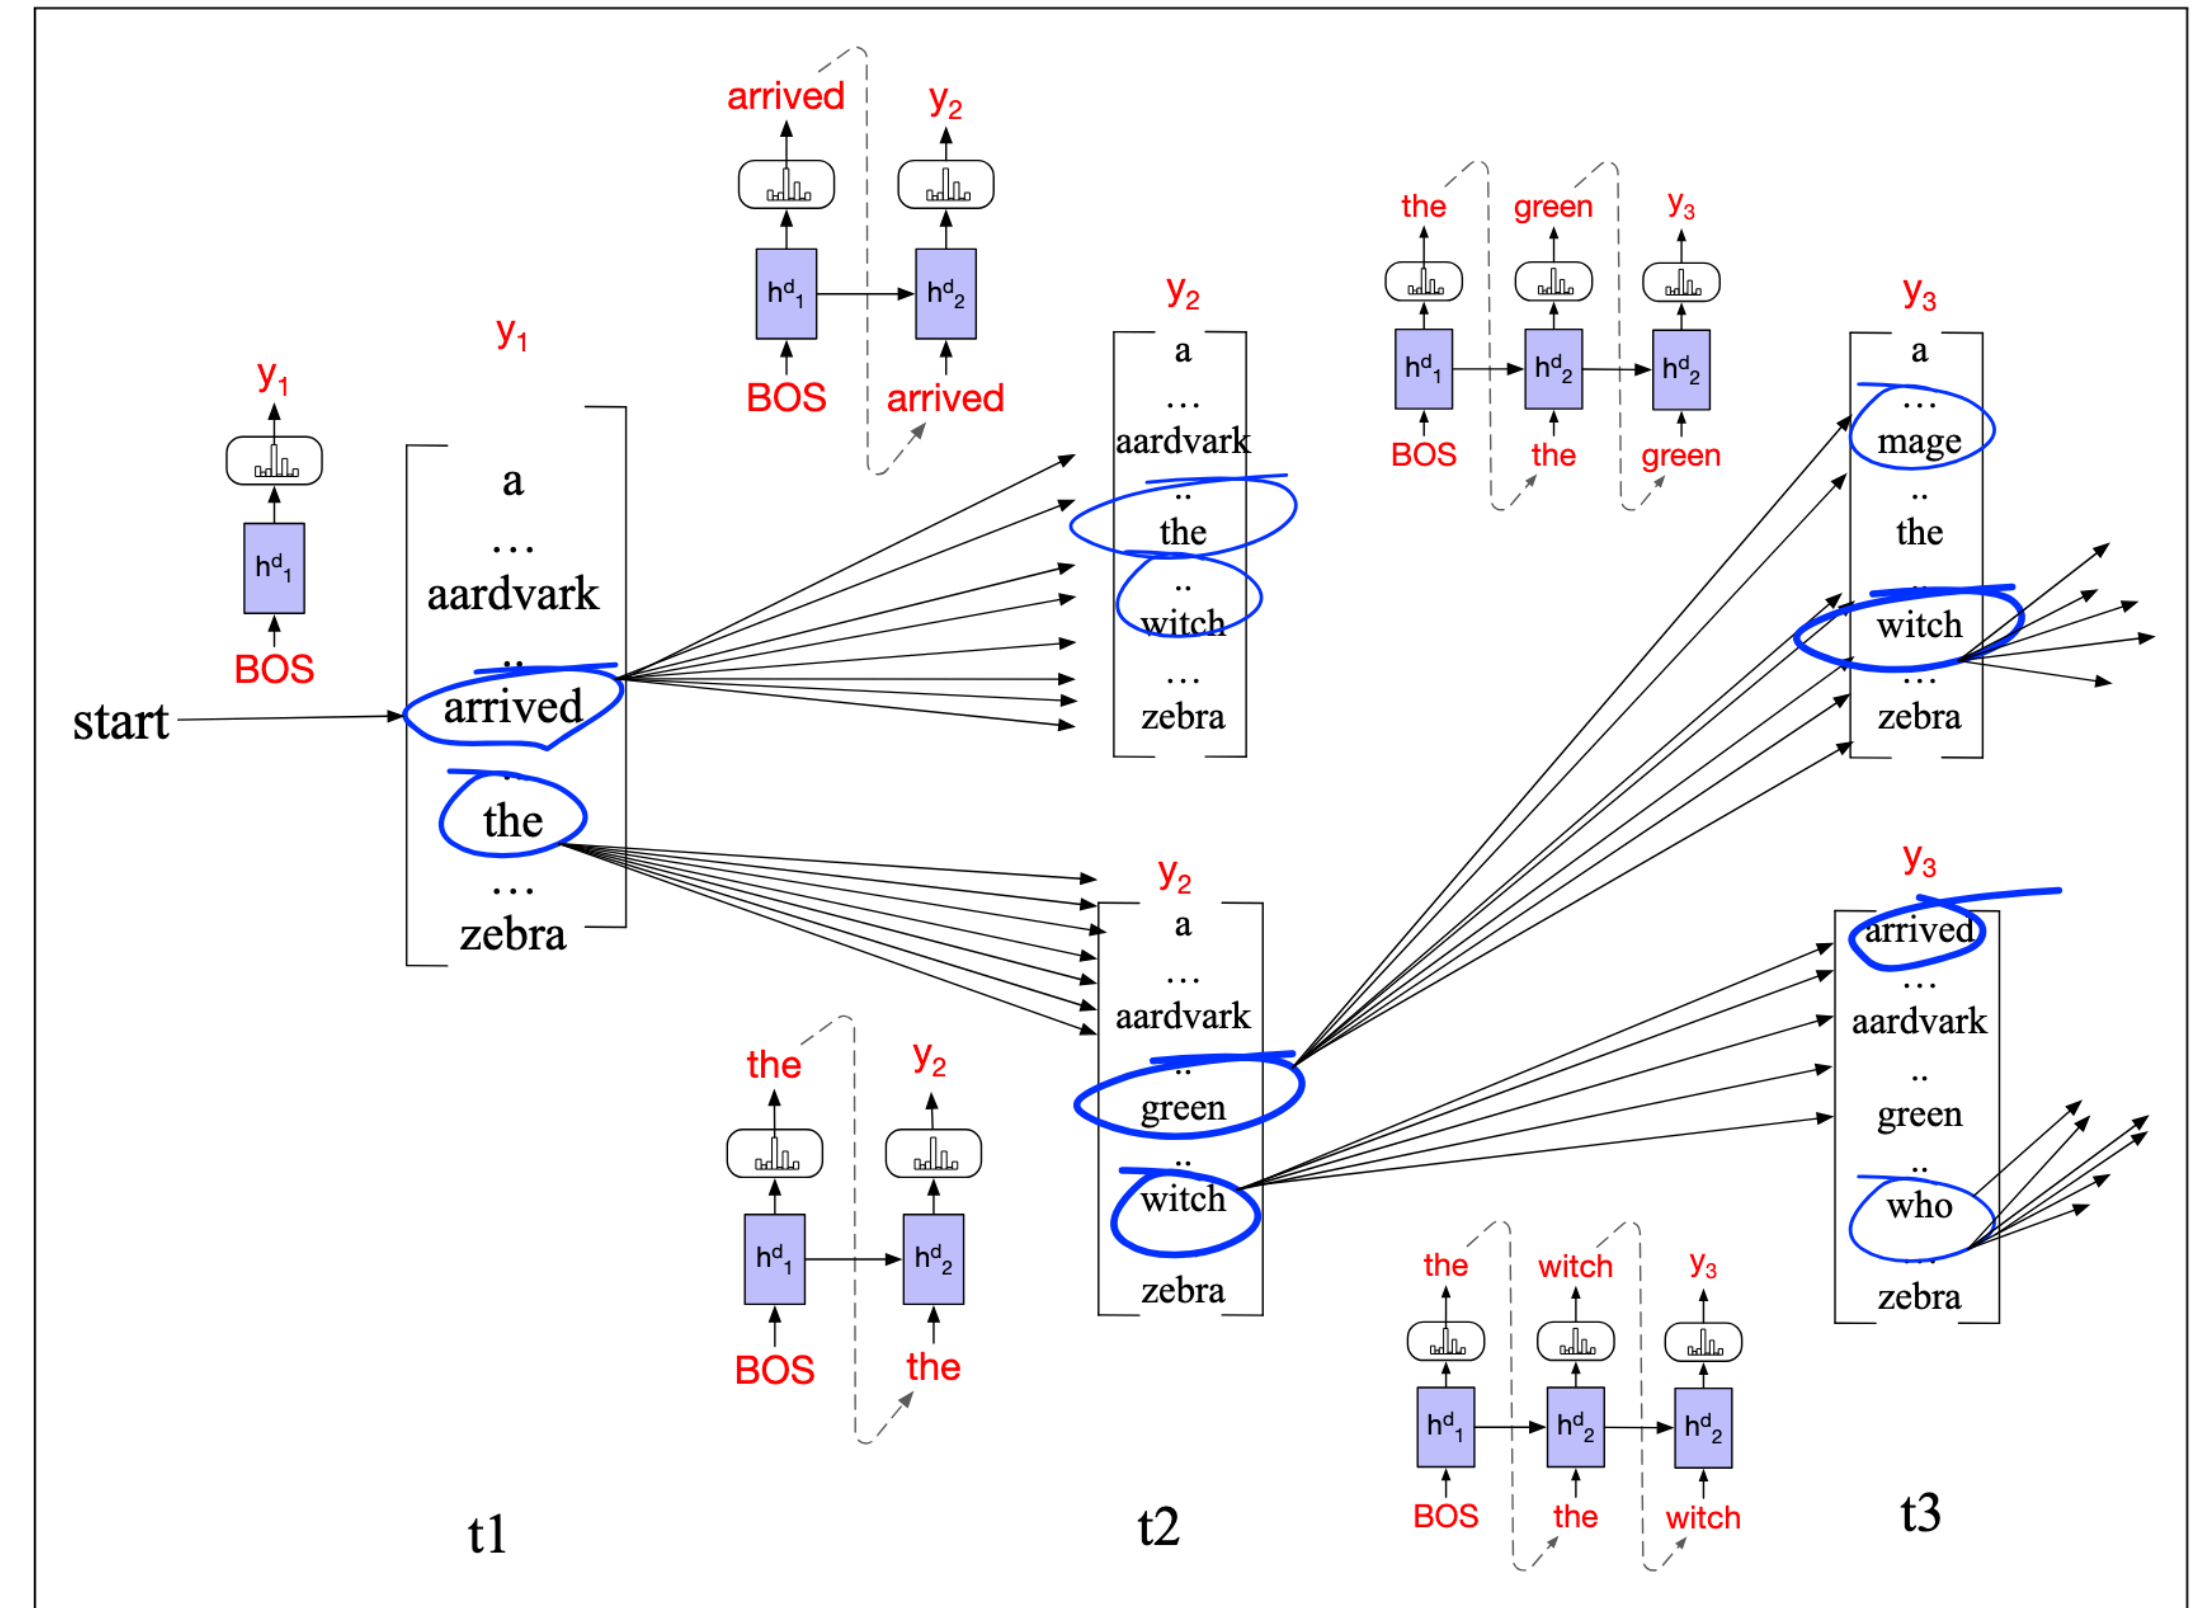 start
y1
h^d_1
BOS
y1
a
...
aardvark
..
arrived
..
the
...
zebra
t1
arrived
y2
h^d_1
h^d_2
BOS
arrived
the
y2
h^d_1
h^d_2
BOS
the
y2
a
...
aardvark
..
the
..
witch
...
zebra
y2
a
...
aardvark
..
green
..
witch
zebra
t2
the green y3
h^d_1 h^d_2 h^d_2
BOS the green
the witch y3
h^d_1 h^d_2 h^d_2
BOS the witch
y3
a
...
mage
..
the
..
witch
...
zebra
y3
arrived
...
aardvark
..
green
..
who
...
zebra
t3